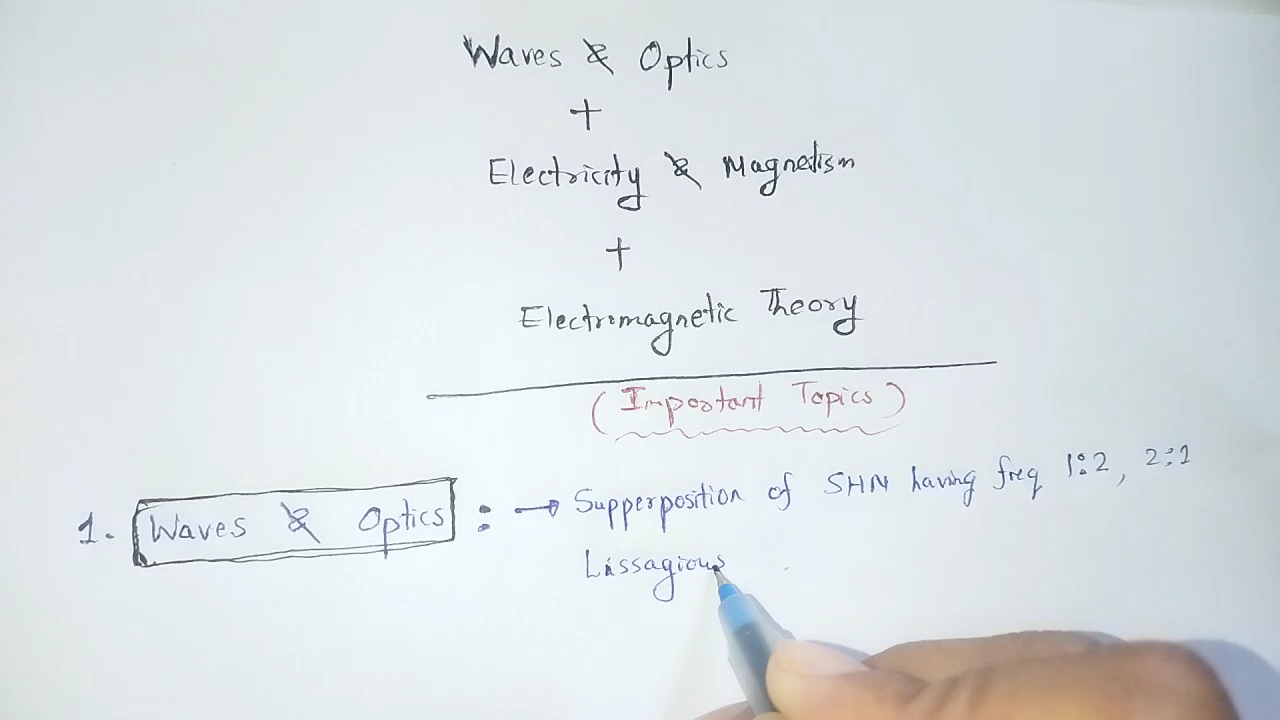 Waves & Optics
+
Electricity & Magnetism
+
Electromagnetic Theory
(Important Topics)
1. Waves & Optics : → Supperposition of SHM having freq 1:2, 2:1
Lissagious